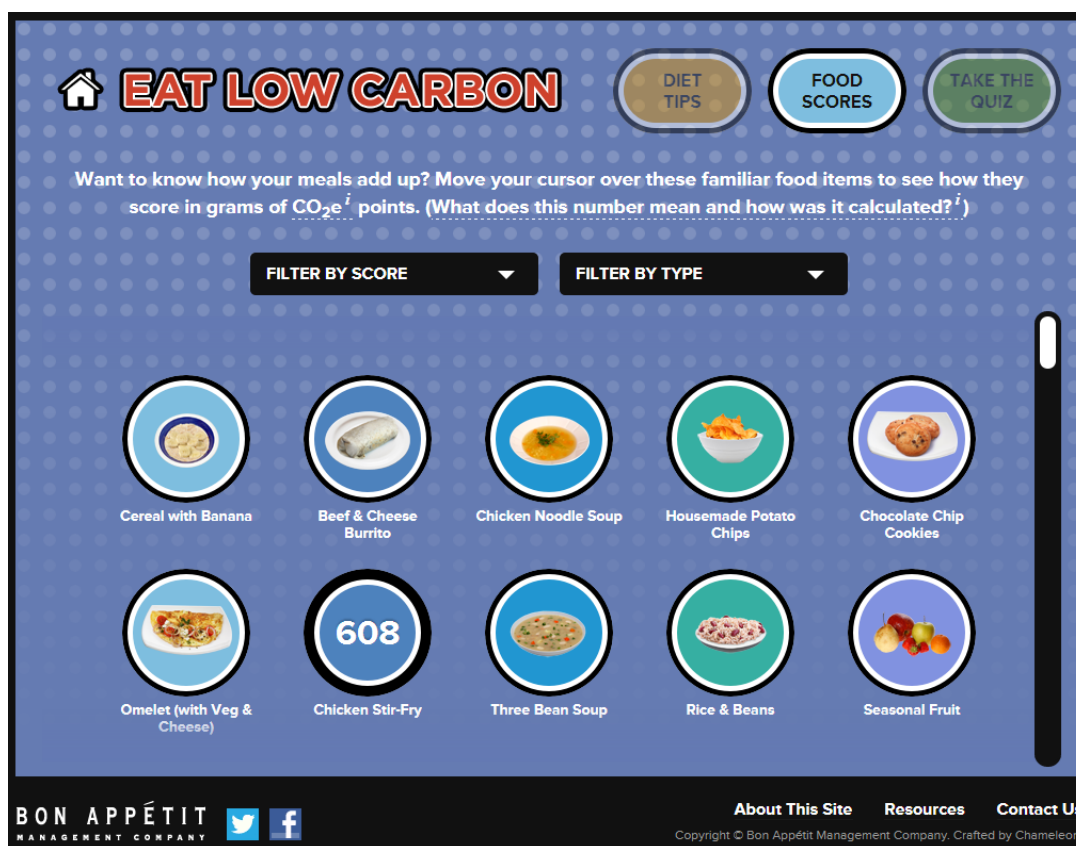 EAT LOW CARBON
DIET
TIPS
FOOD
SCORES
TAKE THE
QUIZ
Want to know how your meals add up? Move your cursor over these familiar food items to see how they
score in grams of CO₂e i points. (What does this number mean and how was it calculated? i)
FILTER BY SCORE
FILTER BY TYPE
Cereal with Banana
Beef & Cheese
Burrito
Chicken Noodle Soup
Housemade Potato
Chips
Chocolate Chip
Cookies
608
Omelet (with Veg &
Cheese)
Chicken Stir-Fry
Three Bean Soup
Rice & Beans
Seasonal Fruit
BON APPÉTIT
MANAGEMENT COMPANY
About This Site
Resources
Contact Us
Copyright © Bon Appétit Management Company. Crafted by Chameleon